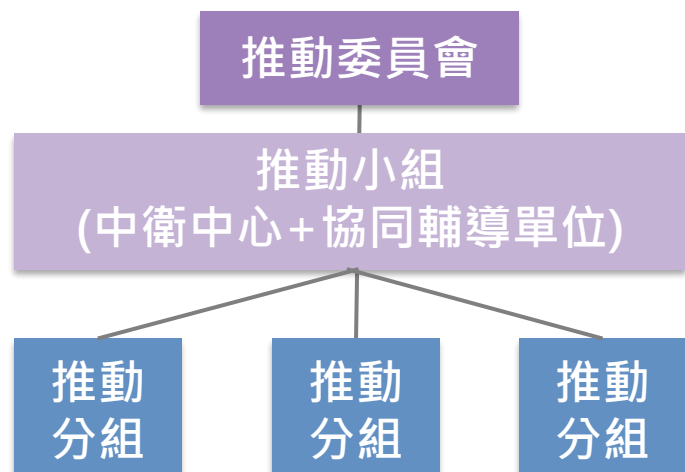 推動委員會
推動小組
(中衛中心+協同輔導單位)
推動
分組
推動
分組
推動
分組